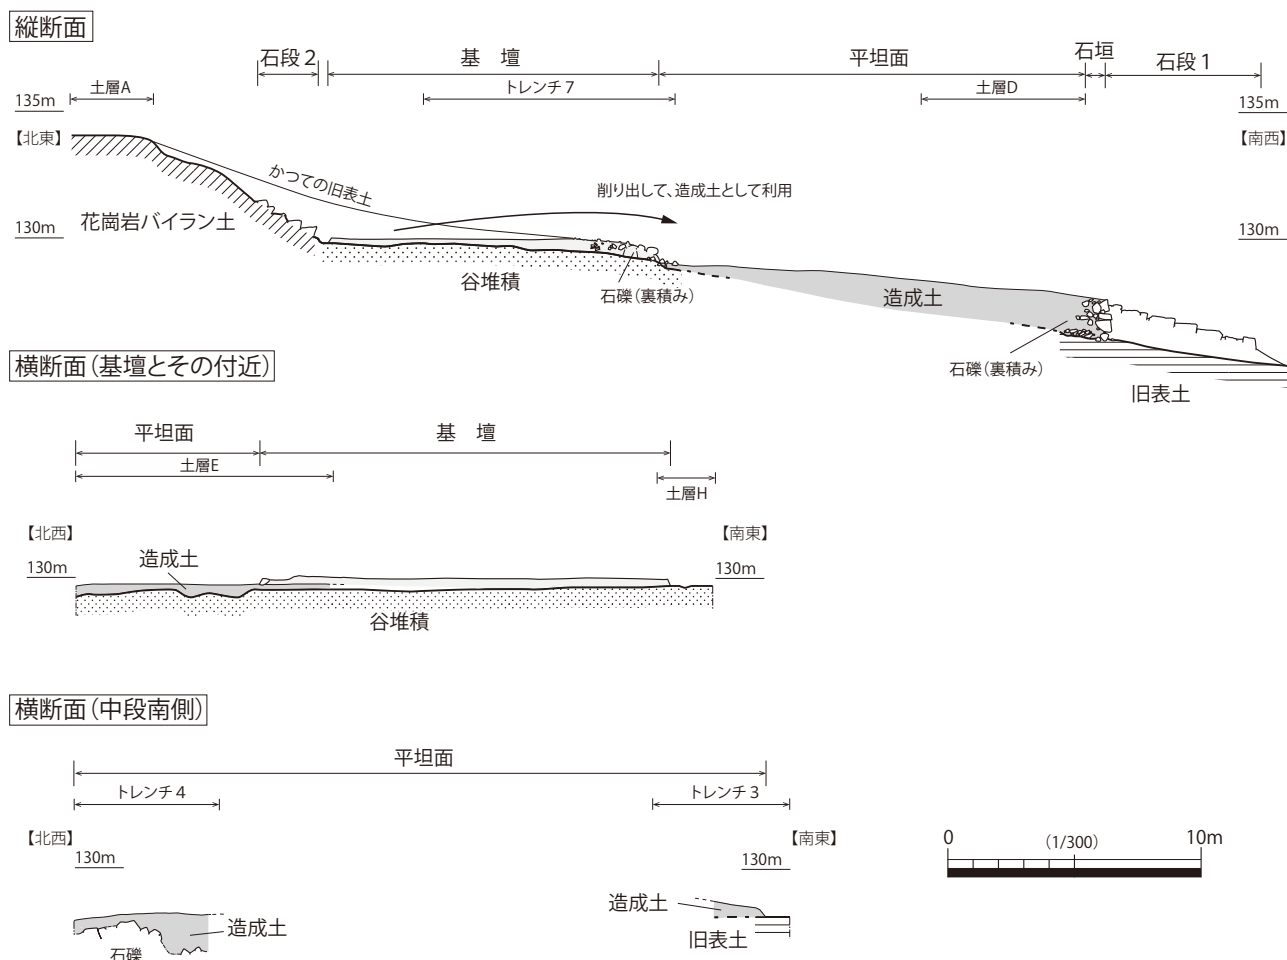 縦断面
石段２
基　壇
平坦面
石垣
石段１
土層A
トレンチ７
土層D
135m
135m
【北東】
【南西】
かつての旧表土
削り出して、造成土として利用
花崗岩バイラン土
130m
130m
谷堆積
石礫（裏積み）
造成土
石礫（裏積み）
旧表土
横断面（基壇とその付近）
平坦面
基　壇
土層E
土層H
【北西】
【南東】
造成土
130m
130m
谷堆積
横断面（中段南側）
平坦面
トレンチ４
トレンチ３
【北西】
【南東】
130m
130m
0
（1/300）
10m
造成土
石礫
造成土
旧表土